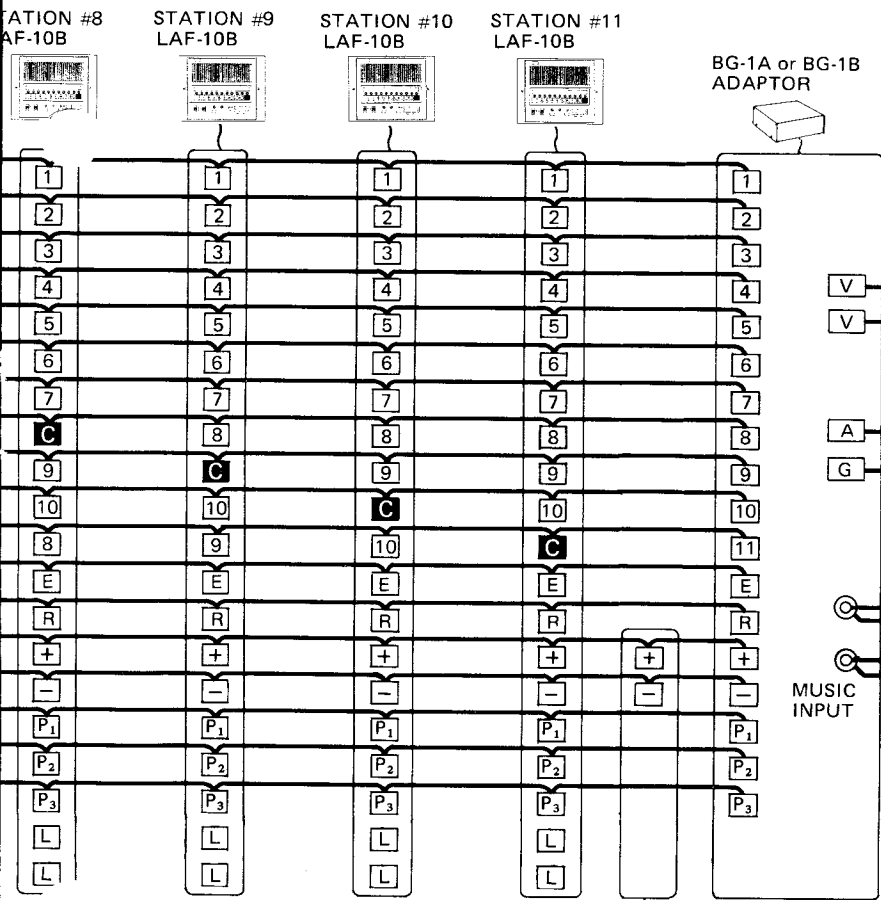 TATION #8 STATION #9 STATION #10 STATION #11
AF-10B LAF-10B LAF-10B LAF-10B
BG-1A or BG-1B
ADAPTOR
1 1 1 1 1
2 2 2 2 2
3 3 3 3 3
4 4 4 4 4 V
5 5 5 5 5 V
6 6 6 6 6
7 7 7 7 7
C 8 8 8 8 A
9 C 9 9 9 G
10 10 C 10 10
8 9 10 C 11
E E E E E
R R R R R
+ + + + + +
− − − − − −
MUSIC
INPUT
P₁ P₁ P₁ P₁ P₁
P₂ P₂ P₂ P₂ P₂
P₃ P₃ P₃ P₃ P₃
L L L L
L L L L